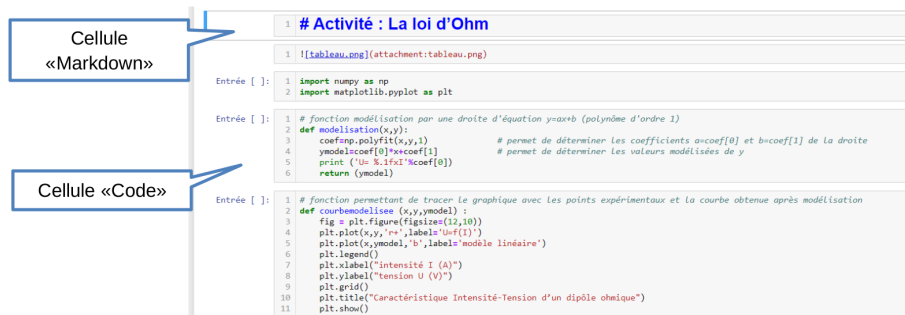 Cellule
«Markdown»
Cellule «Code»
1 # Activité : La loi d’Ohm
1 ![tableau.png](attachment:tableau.png)
Entrée [ ]:
1 import numpy as np
2 import matplotlib.pyplot as plt
Entrée [ ]:
1 # fonction modélisation par une droite d'équation y=ax+b (polynôme d'ordre 1)
2 def modelisation(x,y):
3 coef=np.polyfit(x,y,1) # permet de déterminer les coefficients a=coef[0] et b=coef[1] de la droite
4 ymodel=coef[0]*x+coef[1] # permet de déterminer les valeurs modélisées de y
5 print ('U= %.1fxI'%coef[0])
6 return (ymodel)
Entrée [ ]:
1 # fonction permettant de tracer le graphique avec les points expérimentaux et la courbe obtenue après modélisation
2 def courbemodelisee (x,y,ymodel) :
3 fig = plt.figure(figsize=(12,10))
4 plt.plot(x,y,'r+',label='U=f(I)')
5 plt.plot(x,ymodel,'b',label='modèle linéaire')
6 plt.legend()
7 plt.xlabel("intensité I (A)")
8 plt.ylabel("tension U (V)")
9 plt.grid()
10 plt.title("Caractéristique Intensité-Tension d’un dipôle ohmique")
11 plt.show()